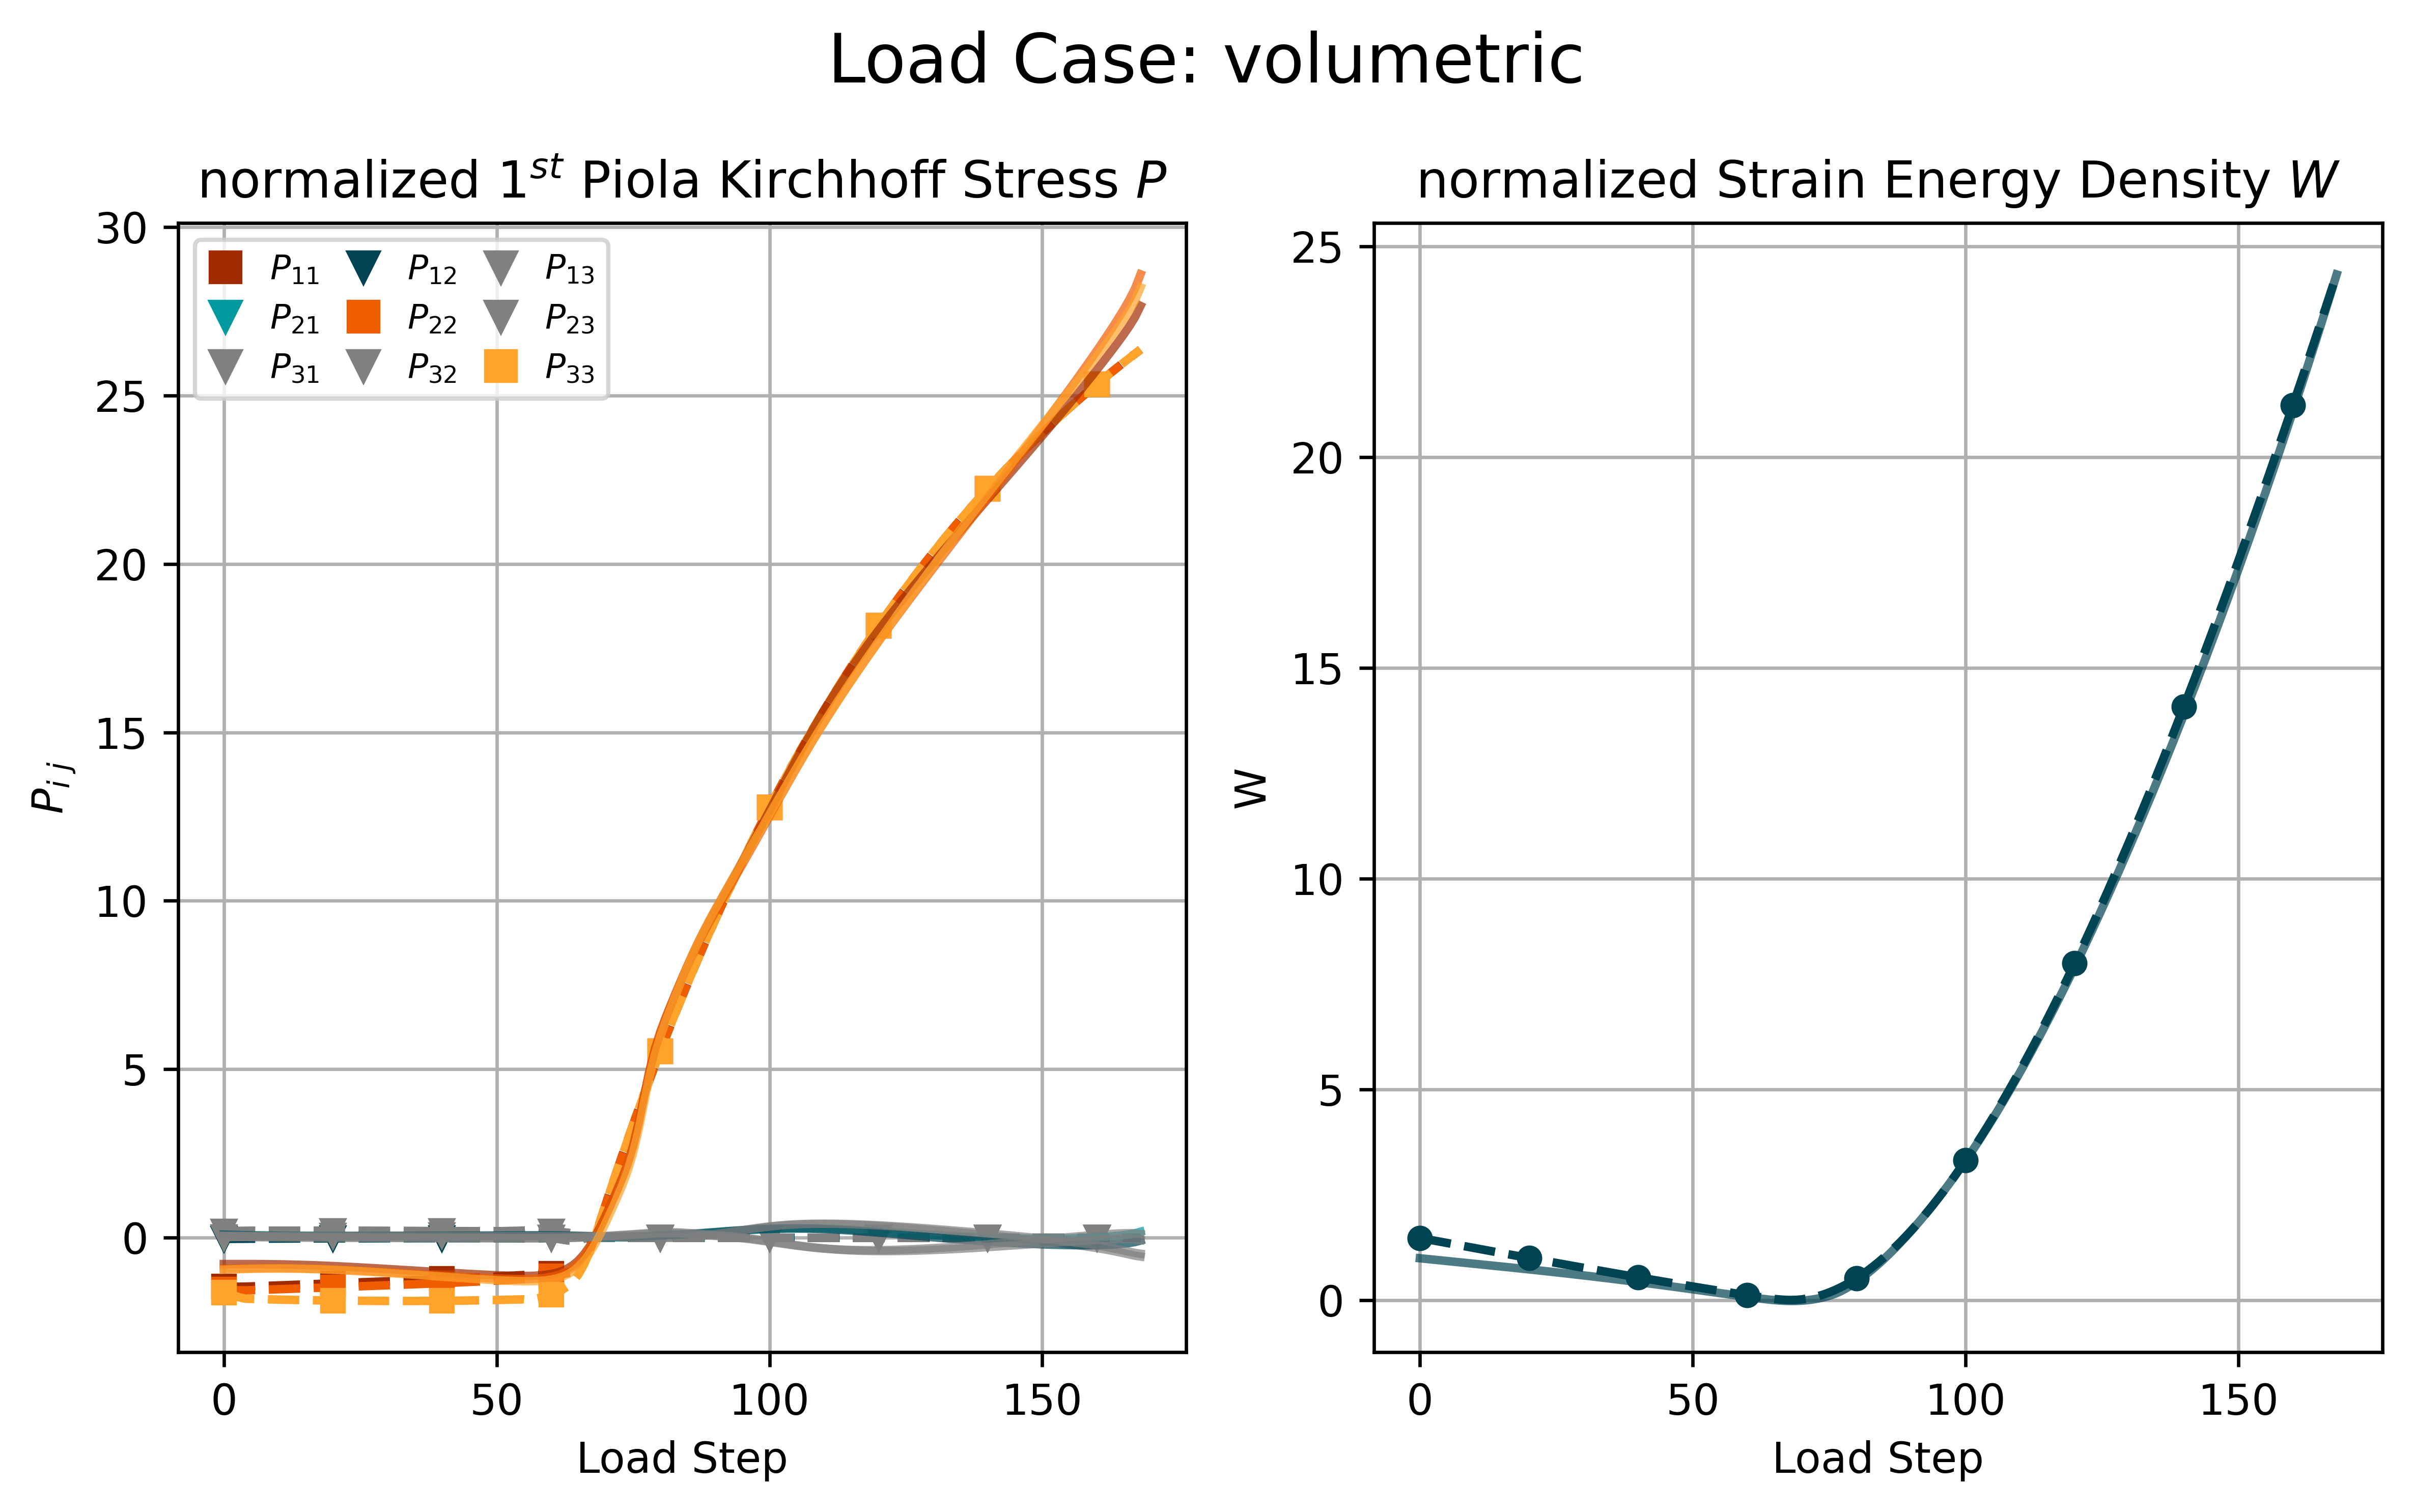 Load Case: volumetric
normalized 1st Piola Kirchhoff Stress P
30
25
20
15
10
5
0
P11 P12 P13
P21 P22 P23
P31 P32 P33
Pi j
0 50 100 150
Load Step
normalized Strain Energy Density W
25
20
15
10
5
0
W
0 50 100 150
Load Step